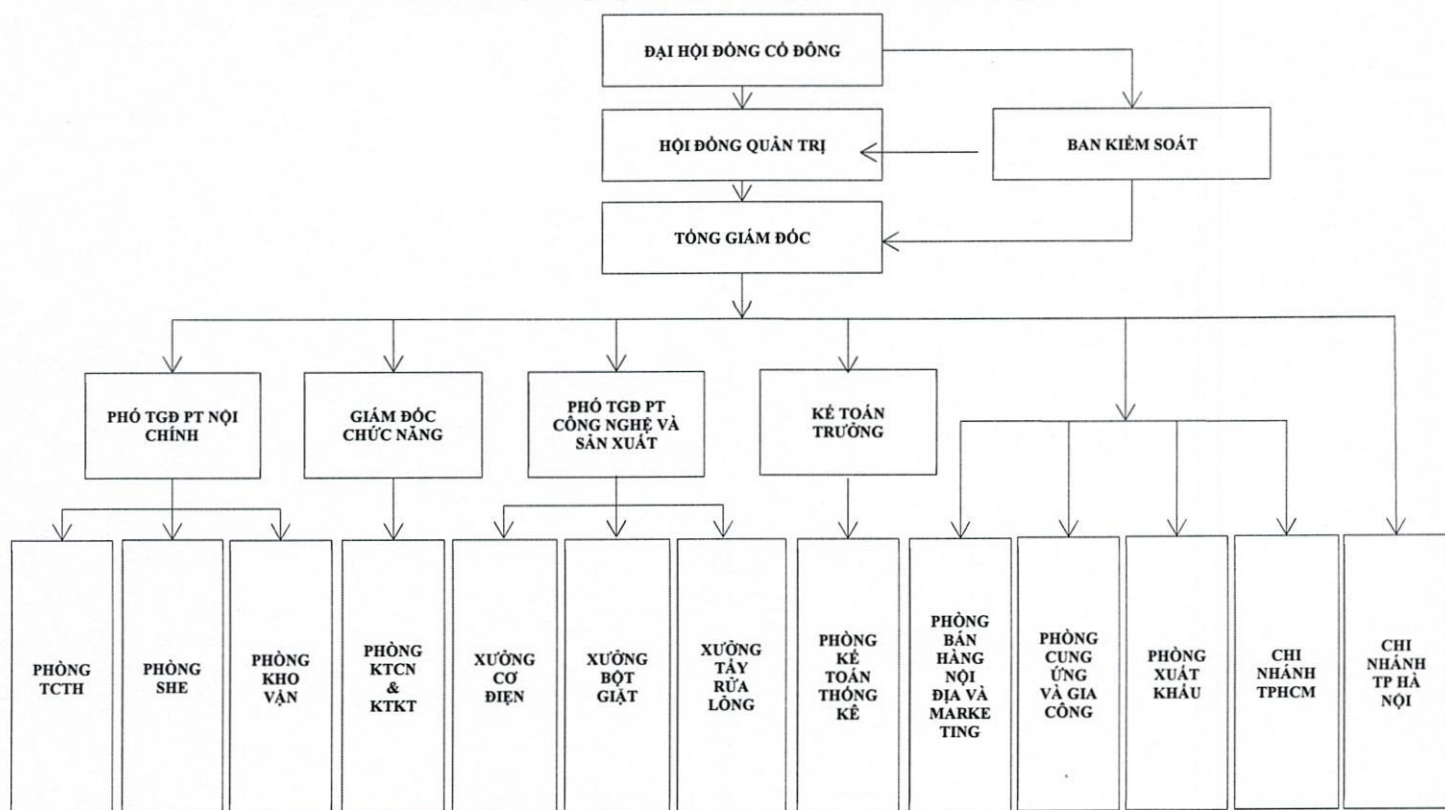 ĐẠI HỘI ĐỒNG CỔ ĐÔNG
HỘI ĐỒNG QUẢN TRỊ
BAN KIỂM SOÁT
TỔNG GIÁM ĐỐC
PHÓ TGĐ PT NỘI
CHÍNH
GIÁM ĐỐC
CHỨC NĂNG
PHÓ TGĐ PT
CÔNG NGHỆ VÀ
SẢN XUẤT
KẾ TOÁN
TRƯỞNG
PHÒNG
TCTH
PHÒNG
SHE
PHÒNG
KHO
VẬN
PHÒNG
KTCN
&
KTKT
XƯỞNG
CƠ
ĐIỆN
XƯỞNG
BỘT
GIẶT
XƯỞNG
TẨY
RỬA
LỎNG
PHÒNG
KẾ
TOÁN
THỐNG
KÊ
PHÒNG
BÁN
HÀNG
NỘI
ĐỊA VÀ
MARKE
TING
PHÒNG
CUNG
ỨNG
VÀ GIA
CÔNG
PHÒNG
XUẤT
KHẨU
CHI
NHÁNH
TPHCM
CHI
NHÁNH
TP HÀ
NỘI